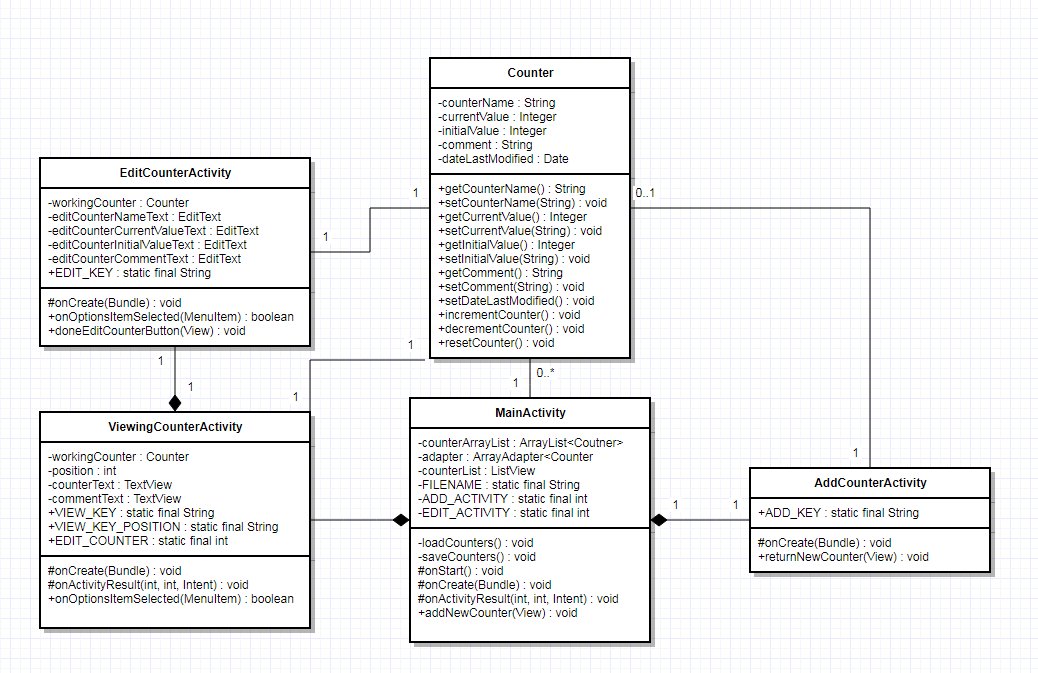 Counter
-counterName : String
-currentValue : Integer
-initialValue : Integer
-comment : String
-dateLastModified : Date
+getCounterName() : String
+setCounterName(String) : void
+getCurrentValue() : Integer
+setCurrentValue(String) : void
+getInitialValue() : Integer
+setInitialValue(String) : void
+getComment() : String
+setComment(String) : void
+setDateLastModified() : void
+incrementCounter() : void
+decrementCounter() : void
+resetCounter() : void
EditCounterActivity
-workingCounter : Counter
-editCounterNameText : EditText
-editCounterCurrentValueText : EditText
-editCounterInitialValueText : EditText
-editCounterCommentText : EditText
+EDIT_KEY : static final String
#onCreate(Bundle) : void
+onOptionsItemSelected(MenuItem) : boolean
+doneEditCounterButton(View) : void
1
1
0..1
1
1
1
1
1
0..*
ViewingCounterActivity
-workingCounter : Counter
-position : int
-counterText : TextView
-commentText : TextView
+VIEW_KEY : static final String
+VIEW_KEY_POSITION : static final String
+EDIT_COUNTER : static final int
#onCreate(Bundle) : void
#onActivityResult(int, int, Intent) : void
+onOptionsItemSelected(MenuItem) : boolean
MainActivity
-counterArrayList : ArrayList<Coutner>
-adapter : ArrayAdapter<Counter
-counterList : ListView
-FILENAME : static final String
-ADD_ACTIVITY : static final int
-EDIT_ACTIVITY : static final int
-loadCounters() : void
-saveCounters() : void
#onStart() : void
#onCreate(Bundle) : void
#onActivityResult(int, int, Intent) : void
+addNewCounter(View) : void
1
1
1
AddCounterActivity
+ADD_KEY : static final String
#onCreate(Bundle) : void
+returnNewCounter(View) : void